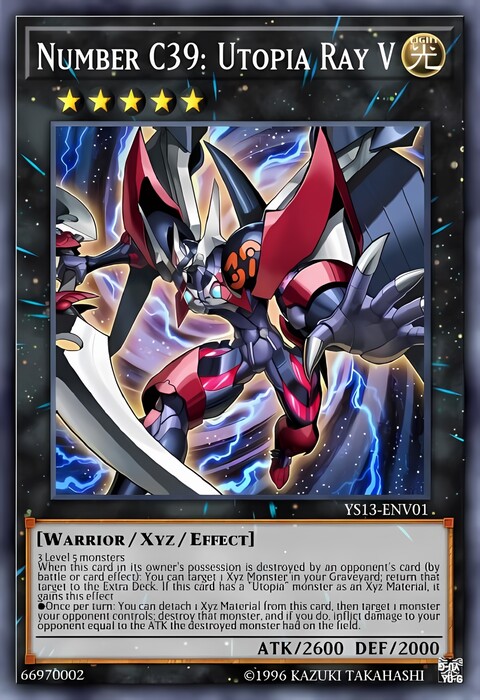 NUMBER C39: UTOPIA RAY V
光
39
YS13-ENV01
[WARRIOR/XYZ/EFFECT]
3 Level 5 monsters
When this card in its owner's possession is destroyed by an opponent's card (by
battle or card effect): You can target 1 Xyz Monster in your Graveyard; return that
target to the Extra Deck. If this card has a "Utopia" monster as an Xyz Material, it
gains this effect
●Once per turn: You can detach 1 Xyz Material from this card, then target 1 monster
your opponent controls; destroy that monster, and if you do, inflict damage to your
opponent equal to the ATK the destroyed monster had on the field.
ATK/2600 DEF/2000
66970002
©1996 KAZUKI TAKAHASHI